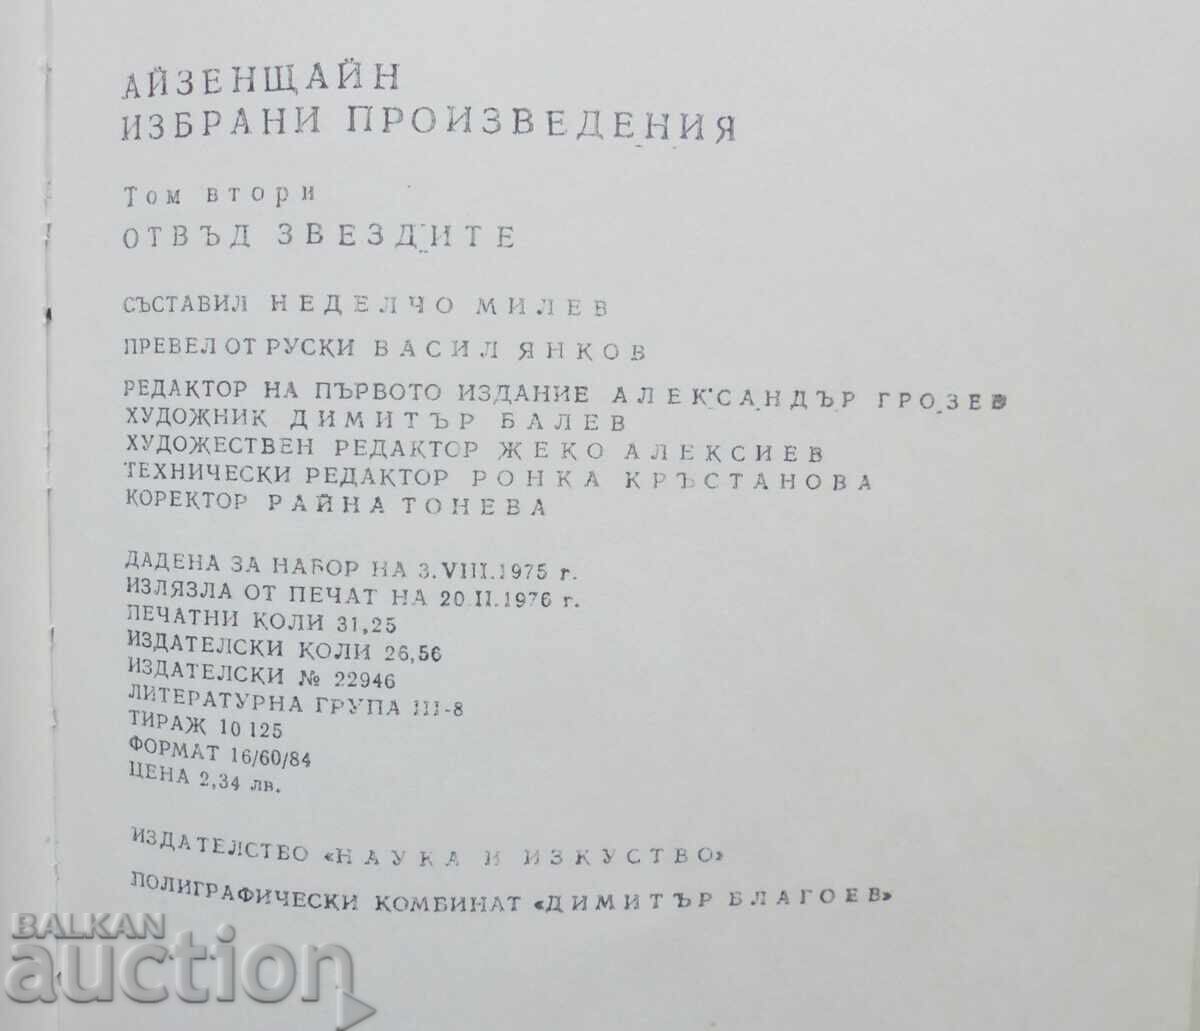 АЙЗЕНЩАЙН
ИЗБРАНИ ПРОИЗВЕДЕНИЯ
Том втори
ОТВЪД ЗВЕЗДИТЕ
СЪСТАВИЛ НЕДЕЛЧО МИЛЕВ
ПРЕВЕЛ ОТ РУСКИ ВАСИЛ ЯНКОВ
РЕДАКТОР НА ПЪРВОТО ИЗДАНИЕ АЛЕКСАНДЪР ГРОЗЕВ
ХУДОЖНИК ДИМИТЪР БАЛЕВ
ХУДОЖЕСТВЕН РЕДАКТОР ЖЕКО АЛЕКСИЕВ
ТЕХНИЧЕСКИ РЕДАКТОР РОНКА КРЪСТАНОВА
КОРЕКТОР РАЙНА ТОНЕВА
ДАДЕНА ЗА НАБОР НА 3.VIII.1975 г.
ИЗЛЯЗЛА ОТ ПЕЧАТ НА 20.II.1976 г.
ПЕЧАТНИ КОЛИ 31,25
ИЗДАТЕЛСКИ КОЛИ 26,56
ИЗДАТЕЛСКИ № 22946
ЛИТЕРАТУРНА ГРУПА III-8
ТИРАЖ 10 125
ФОРМАТ 16/60/84
ЦЕНА 2,34 лв.
ИЗДАТЕЛСТВО «НАУКА И ИЗКУСТВО»
ПОЛИГРАФИЧЕСКИ КОМБИНАТ «ДИМИТЪР БЛАГОЕВ»
BALKAN
auction